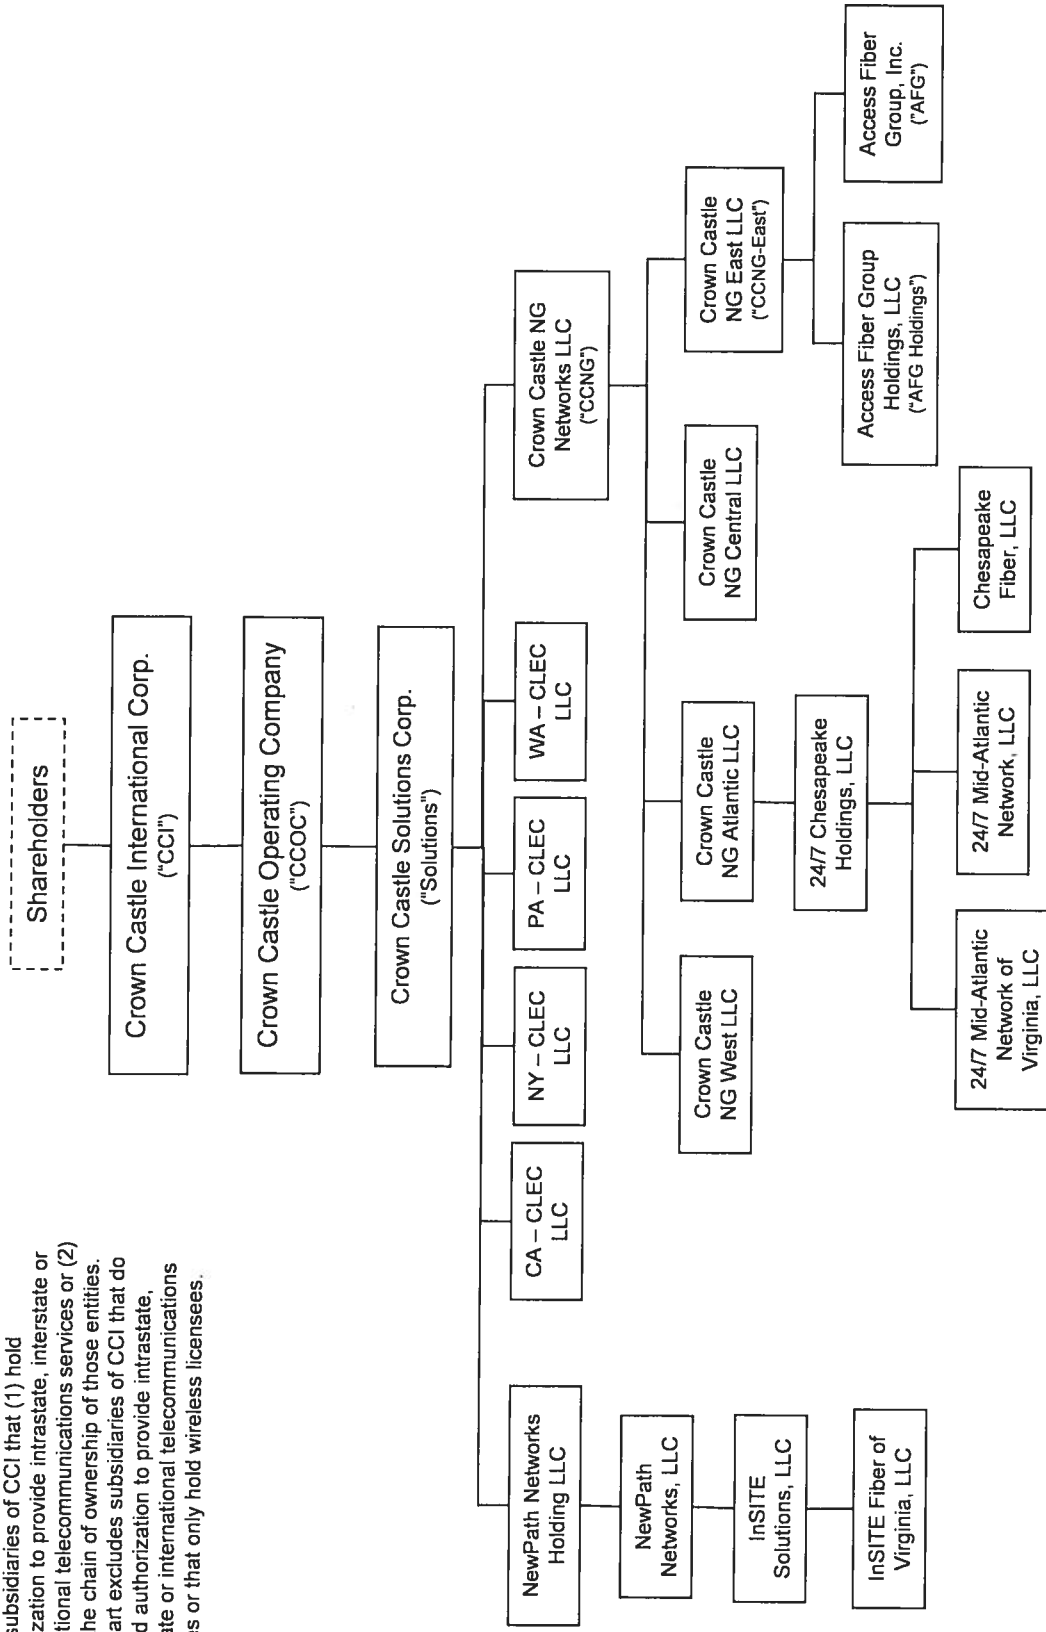 subsidiaries of CCI that (1) hold
zation to provide intrastate, interstate or
tional telecommunications services or (2)
he chain of ownership of those entities.
art excludes subsidiaries of CCI that do
d authorization to provide intrastate,
ate or international telecommunications
s or that only hold wireless licensees.
Shareholders
Crown Castle International Corp.
("CCI")
Crown Castle Operating Company
("CCOC")
Crown Castle Solutions Corp.
("Solutions")
NewPath Networks
Holding LLC
CA – CLEC
LLC
NY – CLEC
LLC
PA – CLEC
LLC
WA – CLEC
LLC
Crown Castle NG
Networks LLC
("CCNG")
NewPath
Networks, LLC
InSITE
Solutions, LLC
InSITE Fiber of
Virginia, LLC
Crown Castle
NG West LLC
Crown Castle
NG Atlantic LLC
Crown Castle
NG Central LLC
Crown Castle
NG East LLC
("CCNG-East")
24/7 Chesapeake
Holdings, LLC
Access Fiber Group
Holdings, LLC
("AFG Holdings")
Access Fiber
Group, Inc.
("AFG")
24/7 Mid-Atlantic
Network of
Virginia, LLC
24/7 Mid-Atlantic
Network, LLC
Chesapeake
Fiber, LLC